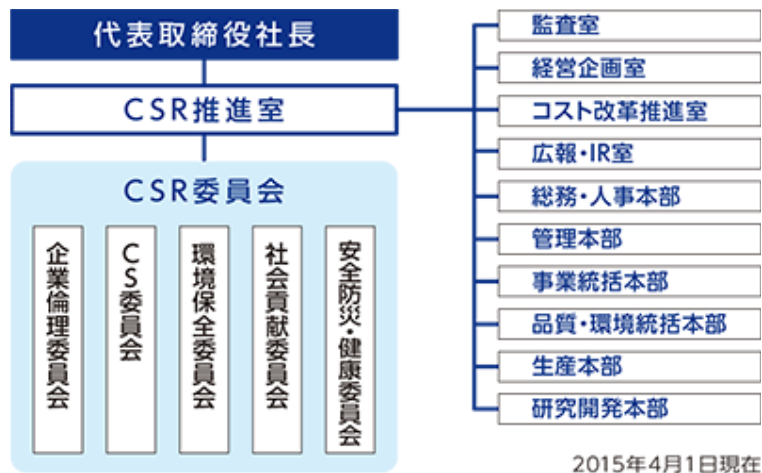 代表取締役社長
CSR推進室
CSR委員会
企業倫理委員会
CS委員会
環境保全委員会
社会貢献委員会
安全防災・健康委員会
監査室
経営企画室
コスト改革推進室
広報・IR室
総務・人事本部
管理本部
事業統括本部
品質・環境統括本部
生産本部
研究開発本部
2015年4月1日現在